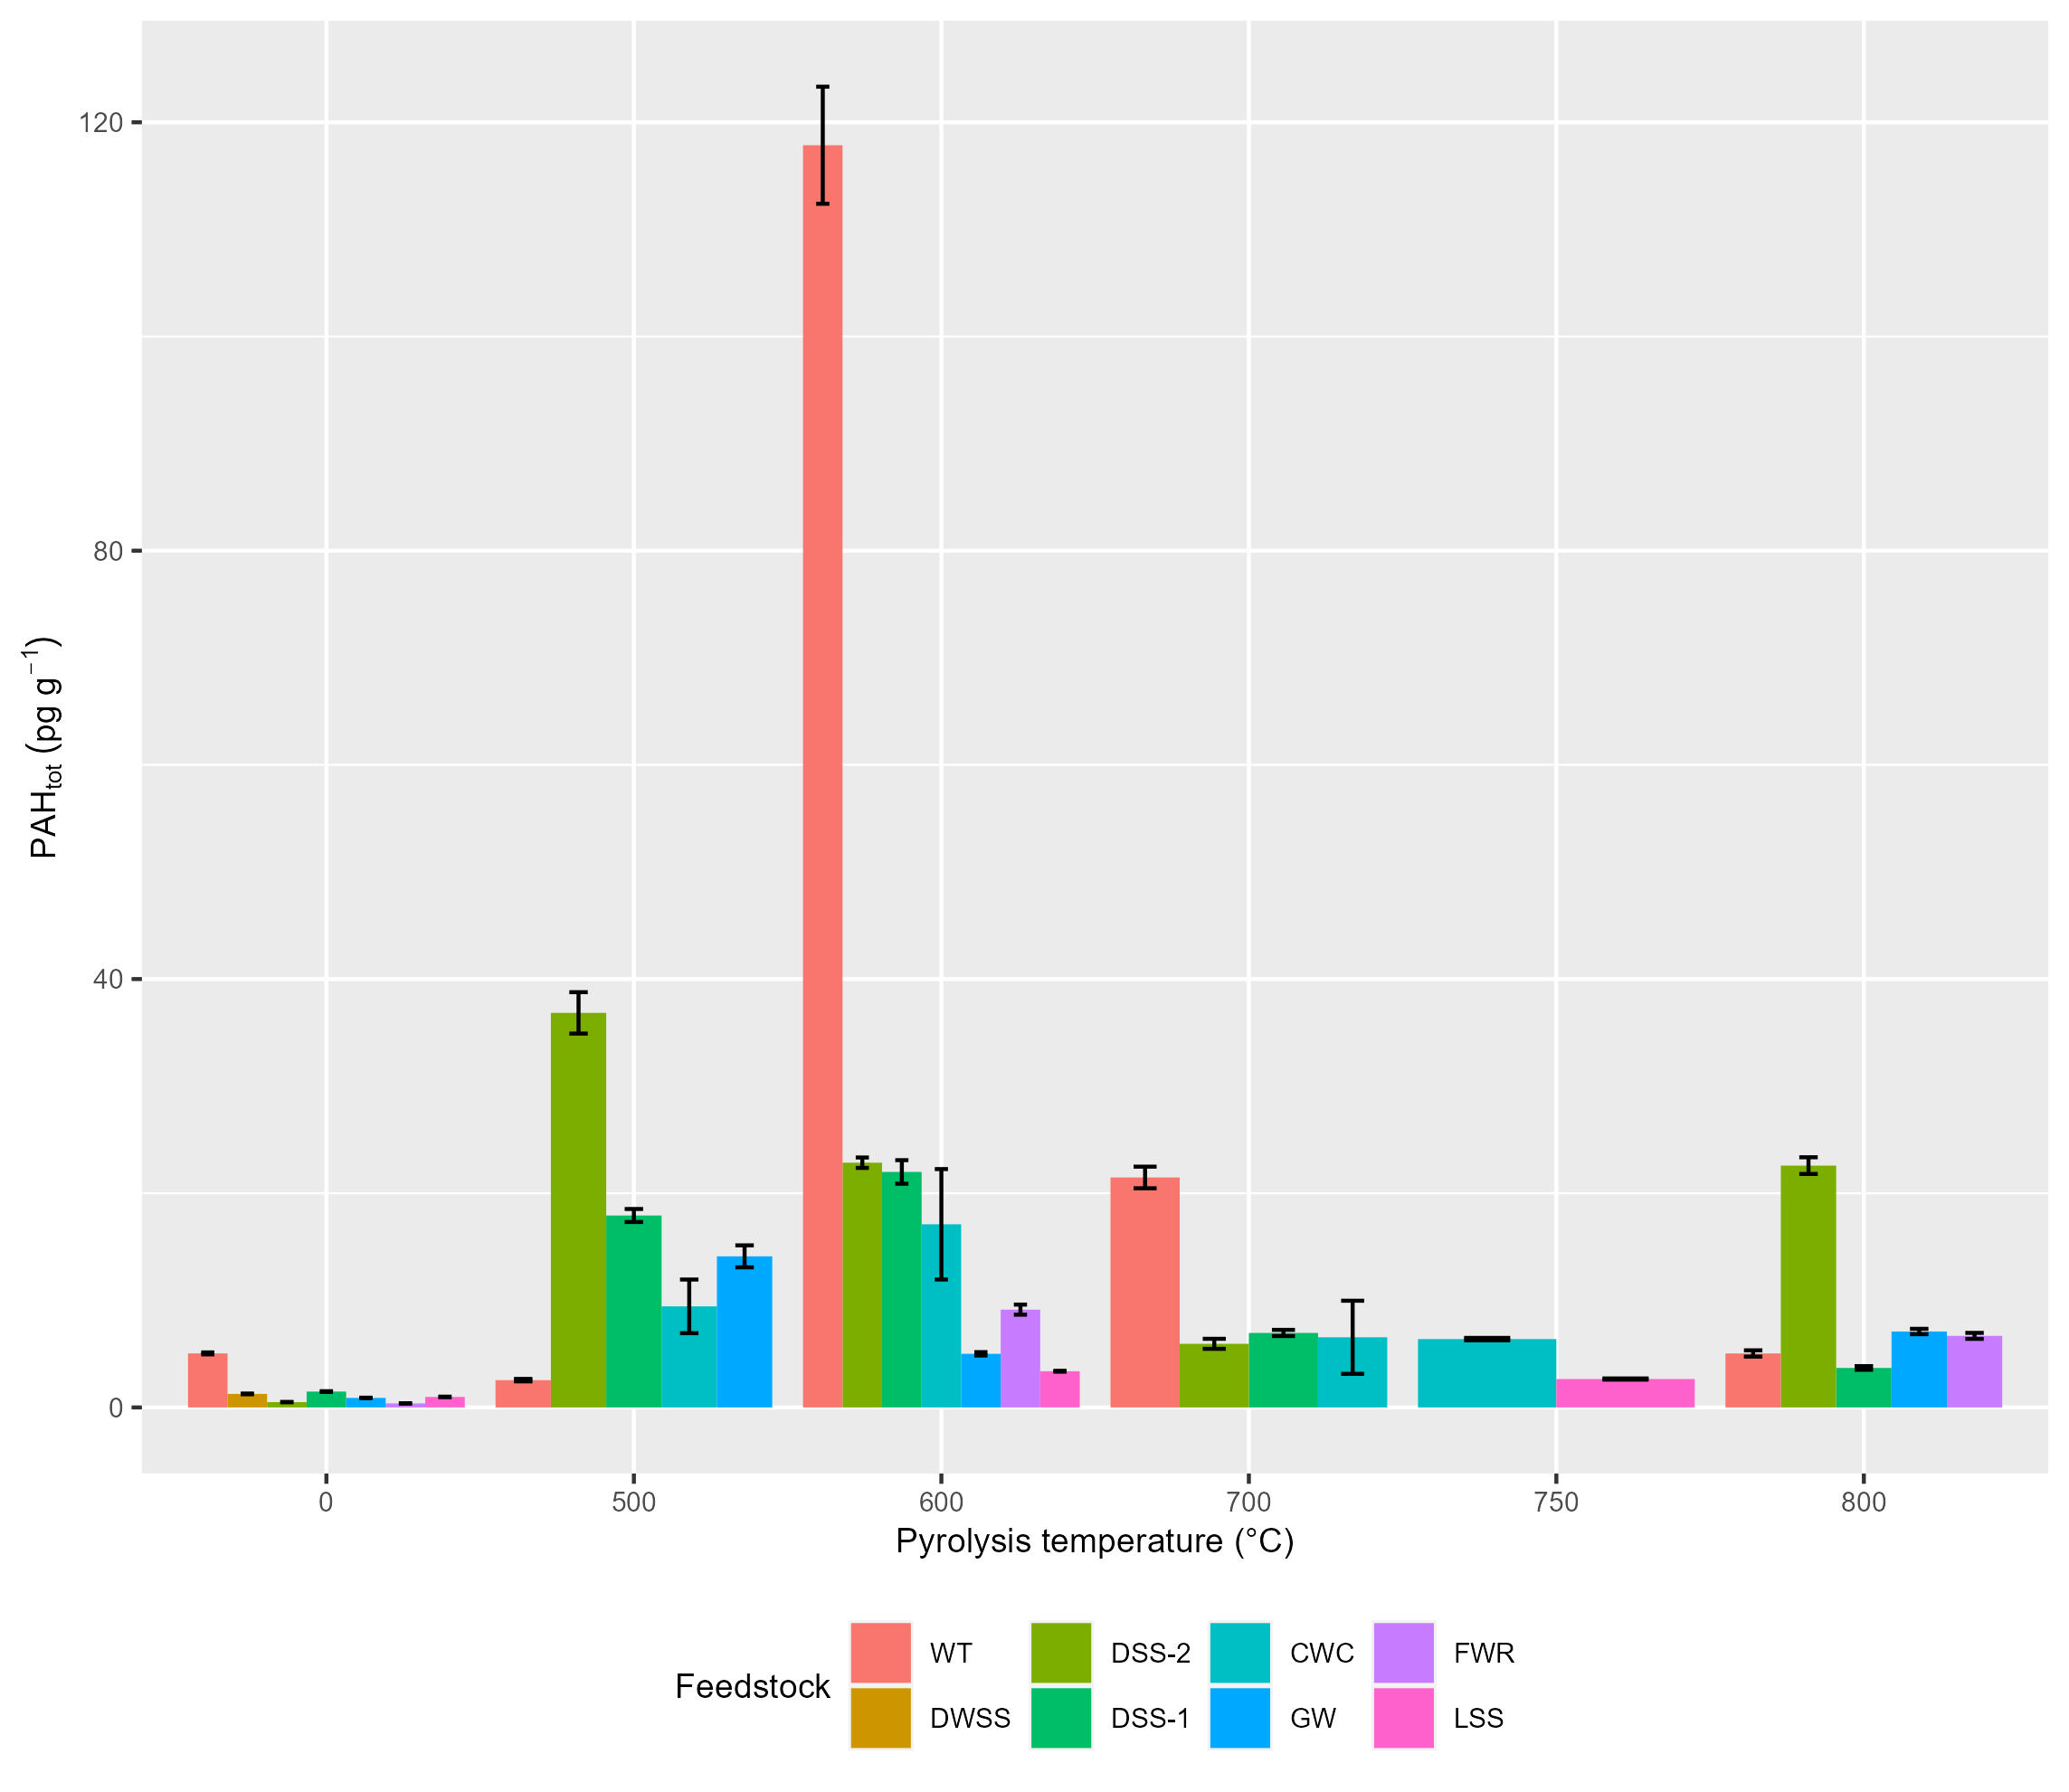 120
80
40
0
PAHtot (pg g−1)
0 500 600 700 750 800
Pyrolysis temperature (°C)
Feedstock
WT DSS-2 CWC FWR
DWSS DSS-1 GW LSS